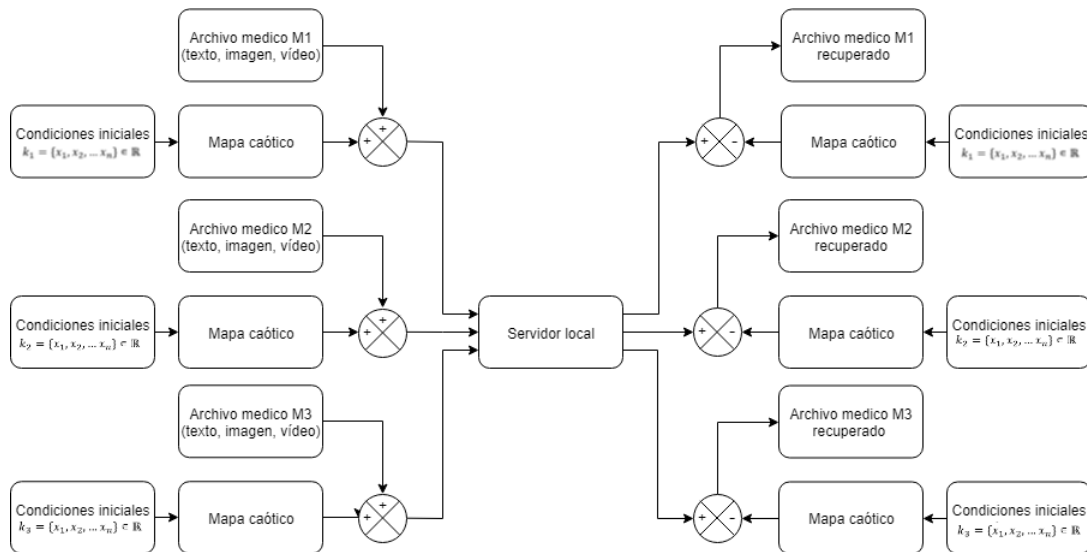 Archivo medico M1
(texto, imagen, vídeo)
Archivo medico M1
recuperado
Condiciones iniciales
k₁ = {x₁, x₂, ... xₙ} ∈ ℝ
Mapa caótico
+
+
+
-
Mapa caótico
Condiciones iniciales
k₁ = {x₁, x₂, ... xₙ} ∈ ℝ
Archivo medico M2
(texto, imagen, vídeo)
Archivo medico M2
recuperado
Condiciones iniciales
k₂ = {x₁, x₂, ... xₙ} ∈ ℝ
Mapa caótico
+
+
Servidor local
+
-
Mapa caótico
Condiciones iniciales
k₂ = {x₁, x₂, ... xₙ} ∈ ℝ
Archivo medico M3
(texto, imagen, vídeo)
Archivo medico M3
recuperado
Condiciones iniciales
k₃ = {x₁, x₂, ... xₙ} ∈ ℝ
Mapa caótico
+
+
+
-
Mapa caótico
Condiciones iniciales
k₃ = {x₁, x₂, ... xₙ} ∈ ℝ